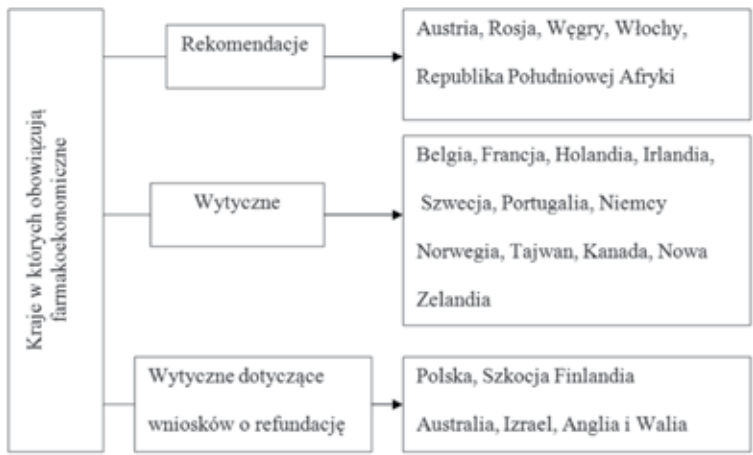 Kraje w których obowiązują
farmakoekonomiczne
Rekomendacje
Austria, Rosja, Węgry, Włochy,
Republika Południowej Afryki
Wytyczne
Belgia, Francja, Holandia, Irlandia,
Szwecja, Portugalia, Niemcy
Norwegia, Tajwan, Kanada, Nowa
Zelandia
Wytyczne dotyczące
wniosków o refundację
Polska, Szkocja Finlandia
Australia, Izrael, Anglia i Walia